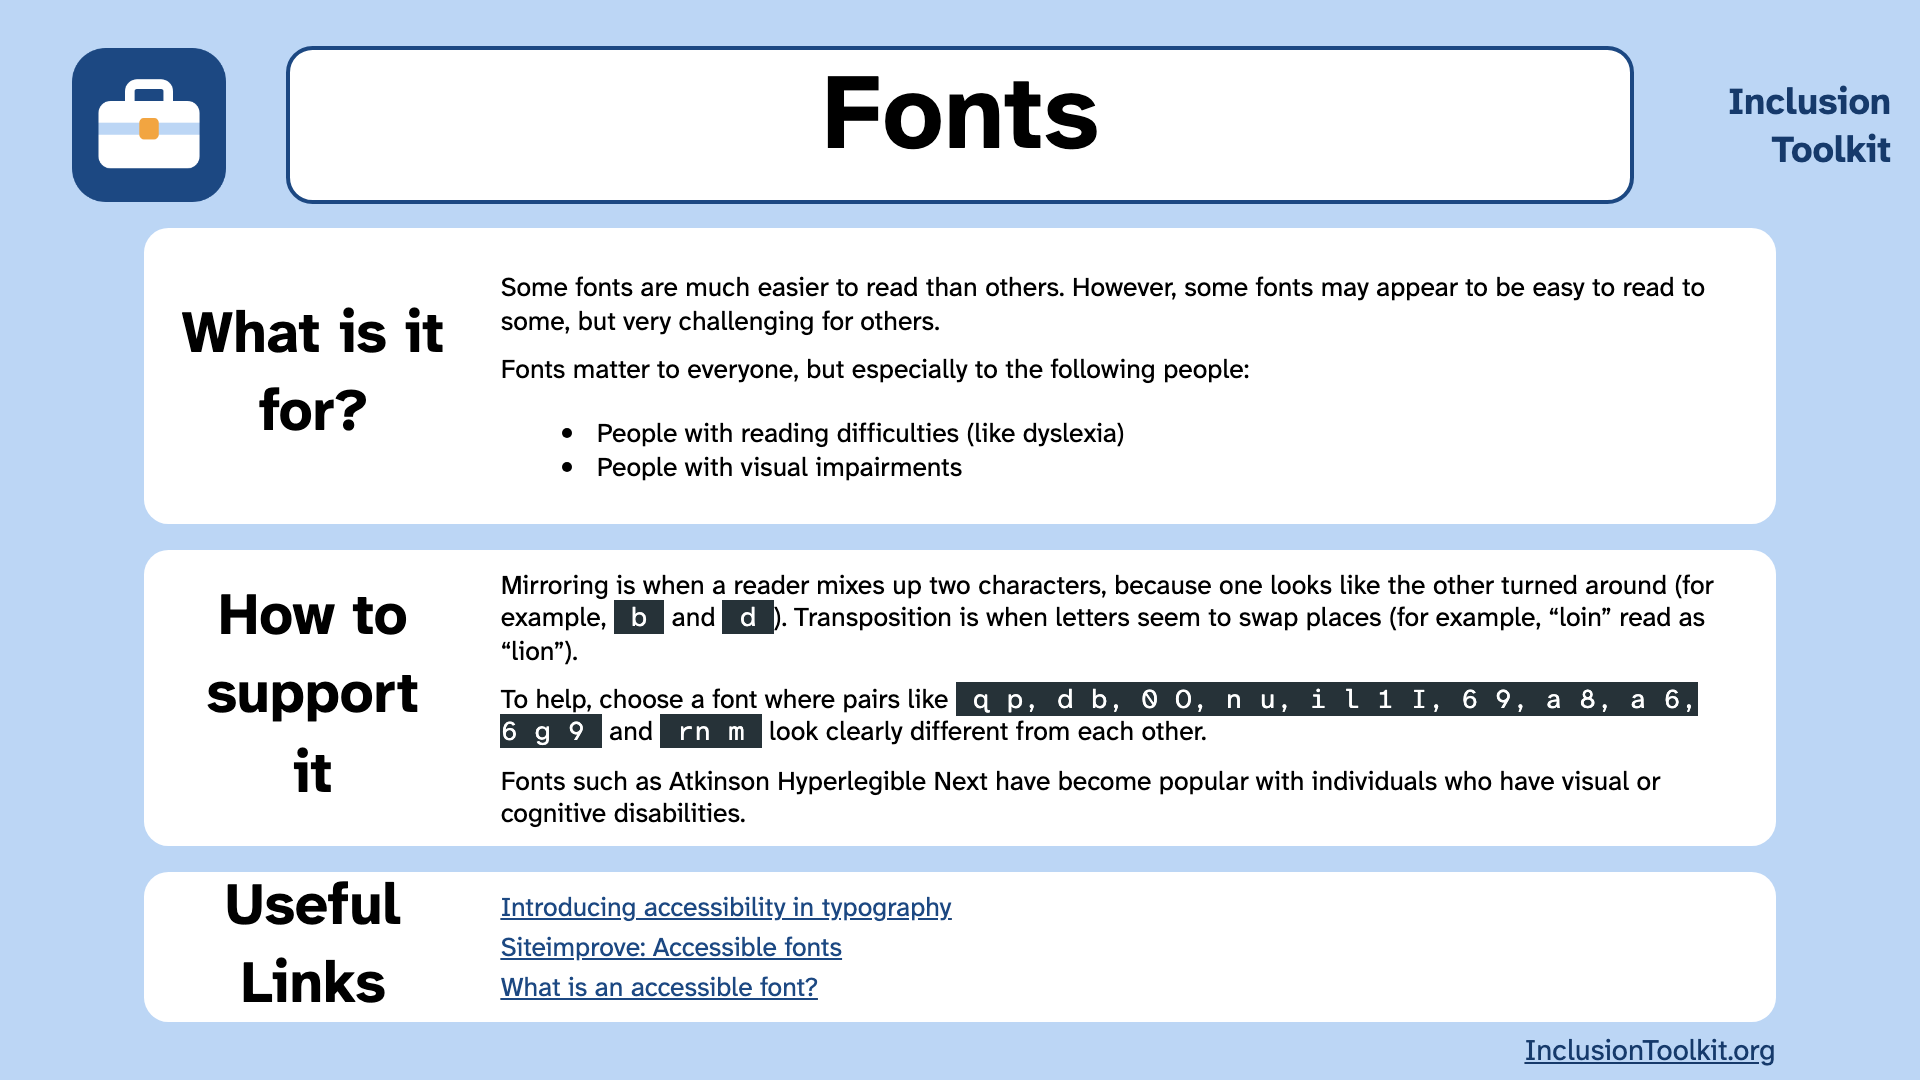 Fonts
Inclusion
Toolkit
What is it
for?
Some fonts are much easier to read than others. However, some fonts may appear to be easy to read to
some, but very challenging for others.
Fonts matter to everyone, but especially to the following people:
• People with reading difficulties (like dyslexia)
• People with visual impairments
How to
support
it
Mirroring is when a reader mixes up two characters, because one looks like the other turned around (for
example, b and d ). Transposition is when letters seem to swap places (for example, “loin” read as
“lion”).
To help, choose a font where pairs like q p, d b, 0 O, n u, i l 1 I, 6 9, a 8, a 6,
6 g 9 and rn m look clearly different from each other.
Fonts such as Atkinson Hyperlegible Next have become popular with individuals who have visual or
cognitive disabilities.
Useful
Links
Introducing accessibility in typography
Siteimprove: Accessible fonts
What is an accessible font?
InclusionToolkit.org